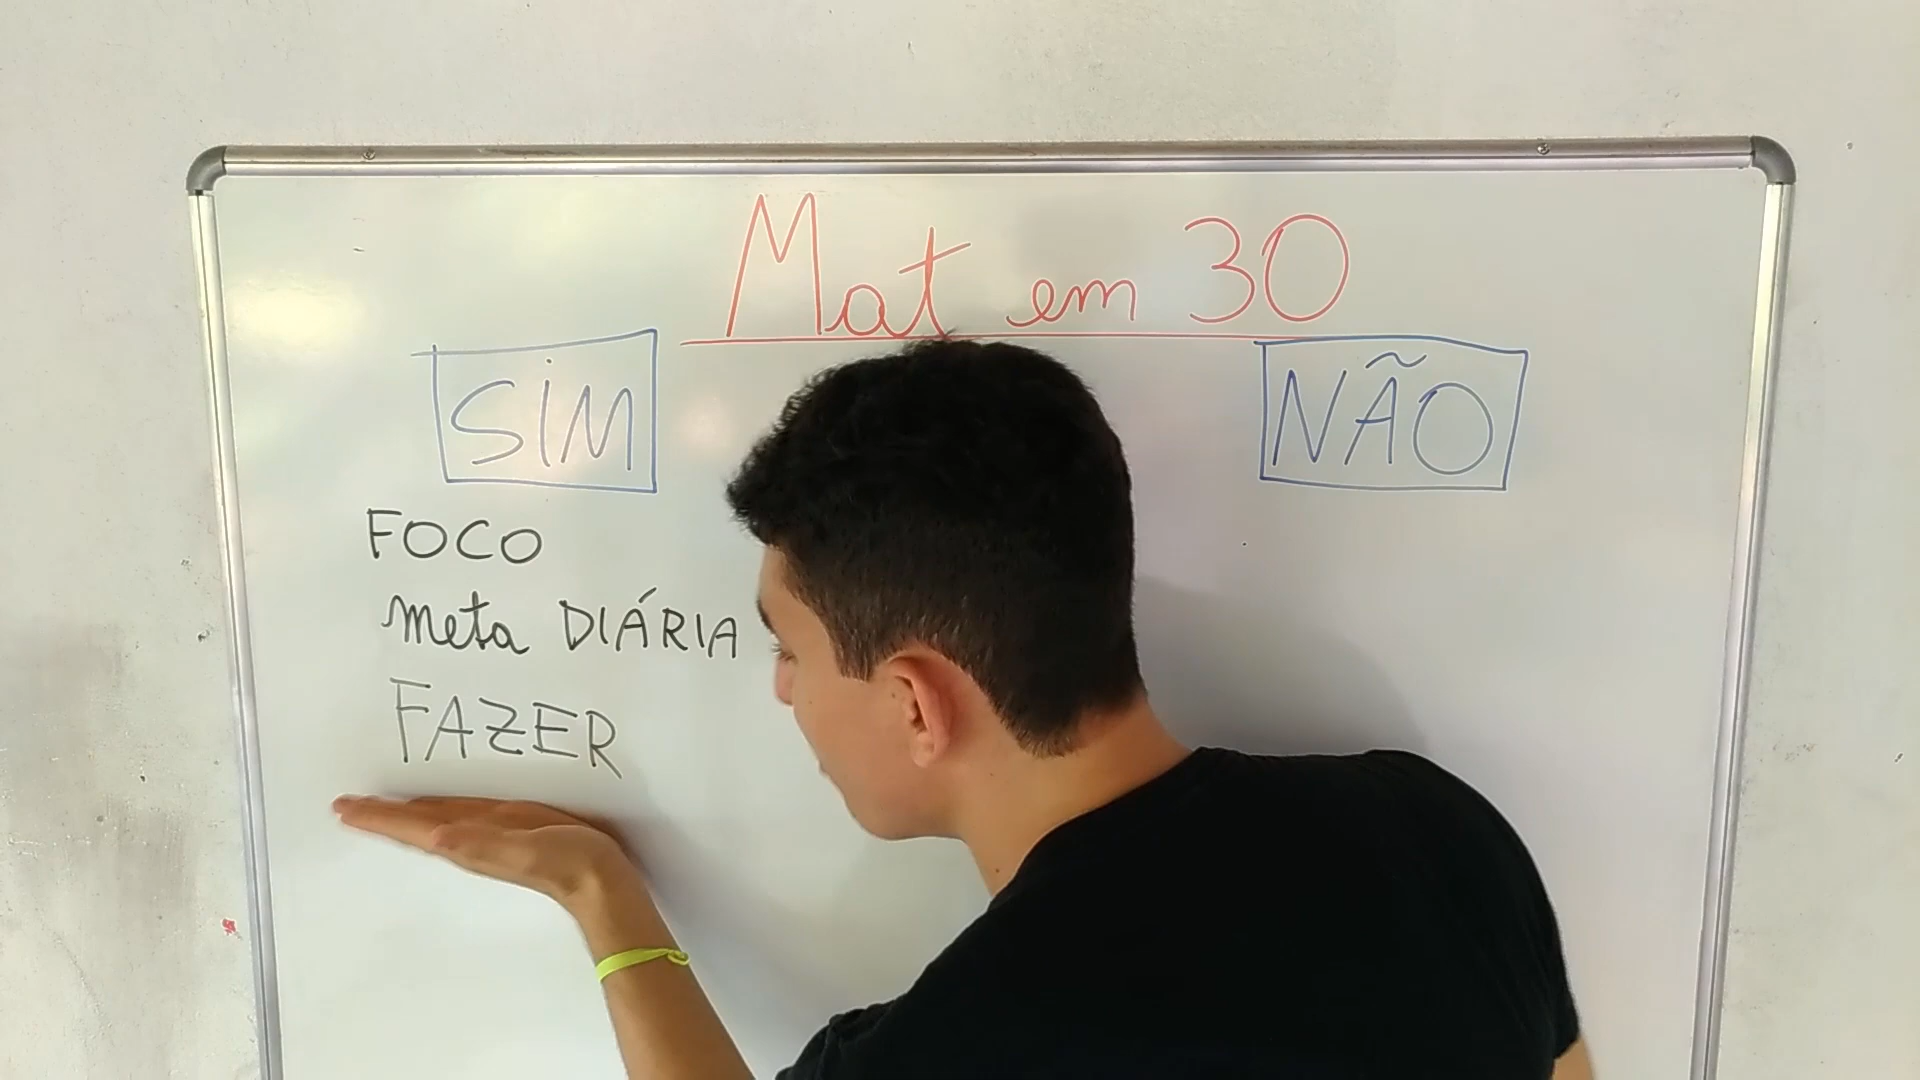 Mat em 30
SIM
NÃO
FOCO
meta DIÁRIA
FAZER